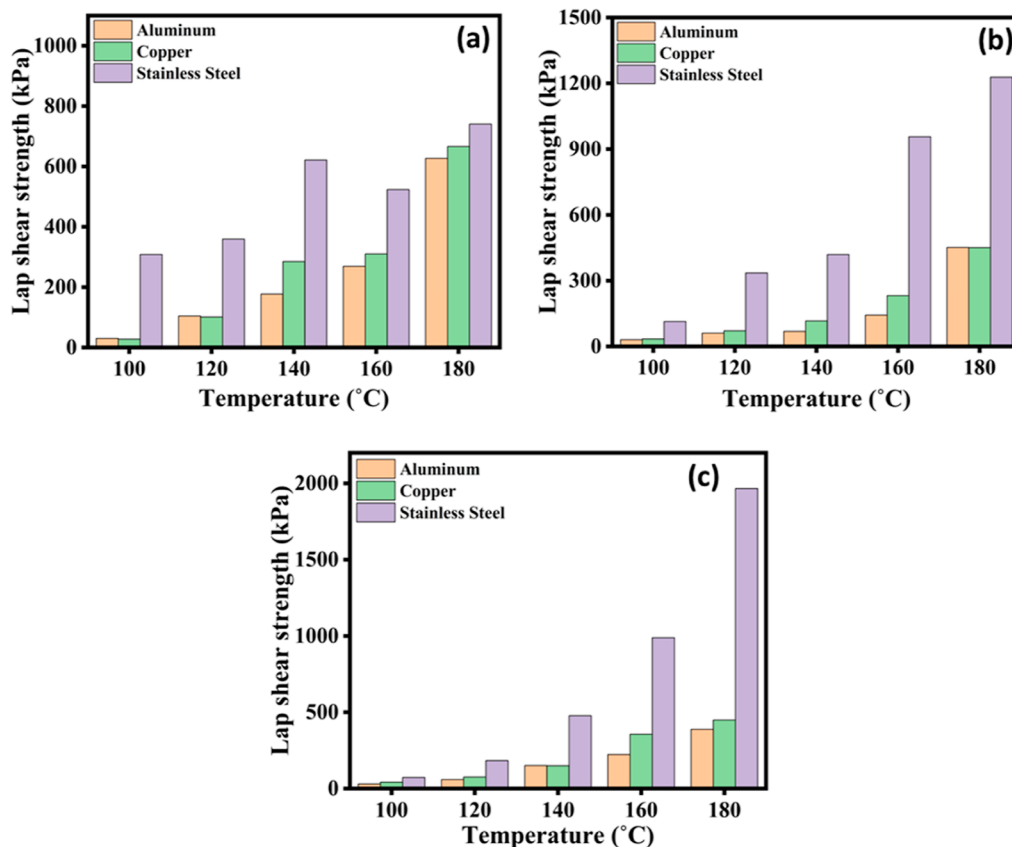 (a)
Aluminum
Copper
Stainless Steel
Lap shear strength (kPa)
1000
800
600
400
200
0
100 120 140 160 180
Temperature (˚C)
(b)
Aluminum
Copper
Stainless Steel
Lap shear strength (kPa)
1500
1200
900
600
300
0
100 120 140 160 180
Temperature (˚C)
(c)
Aluminum
Copper
Stainless Steel
Lap shear strength (kPa)
2000
1500
1000
500
0
100 120 140 160 180
Temperature (˚C)